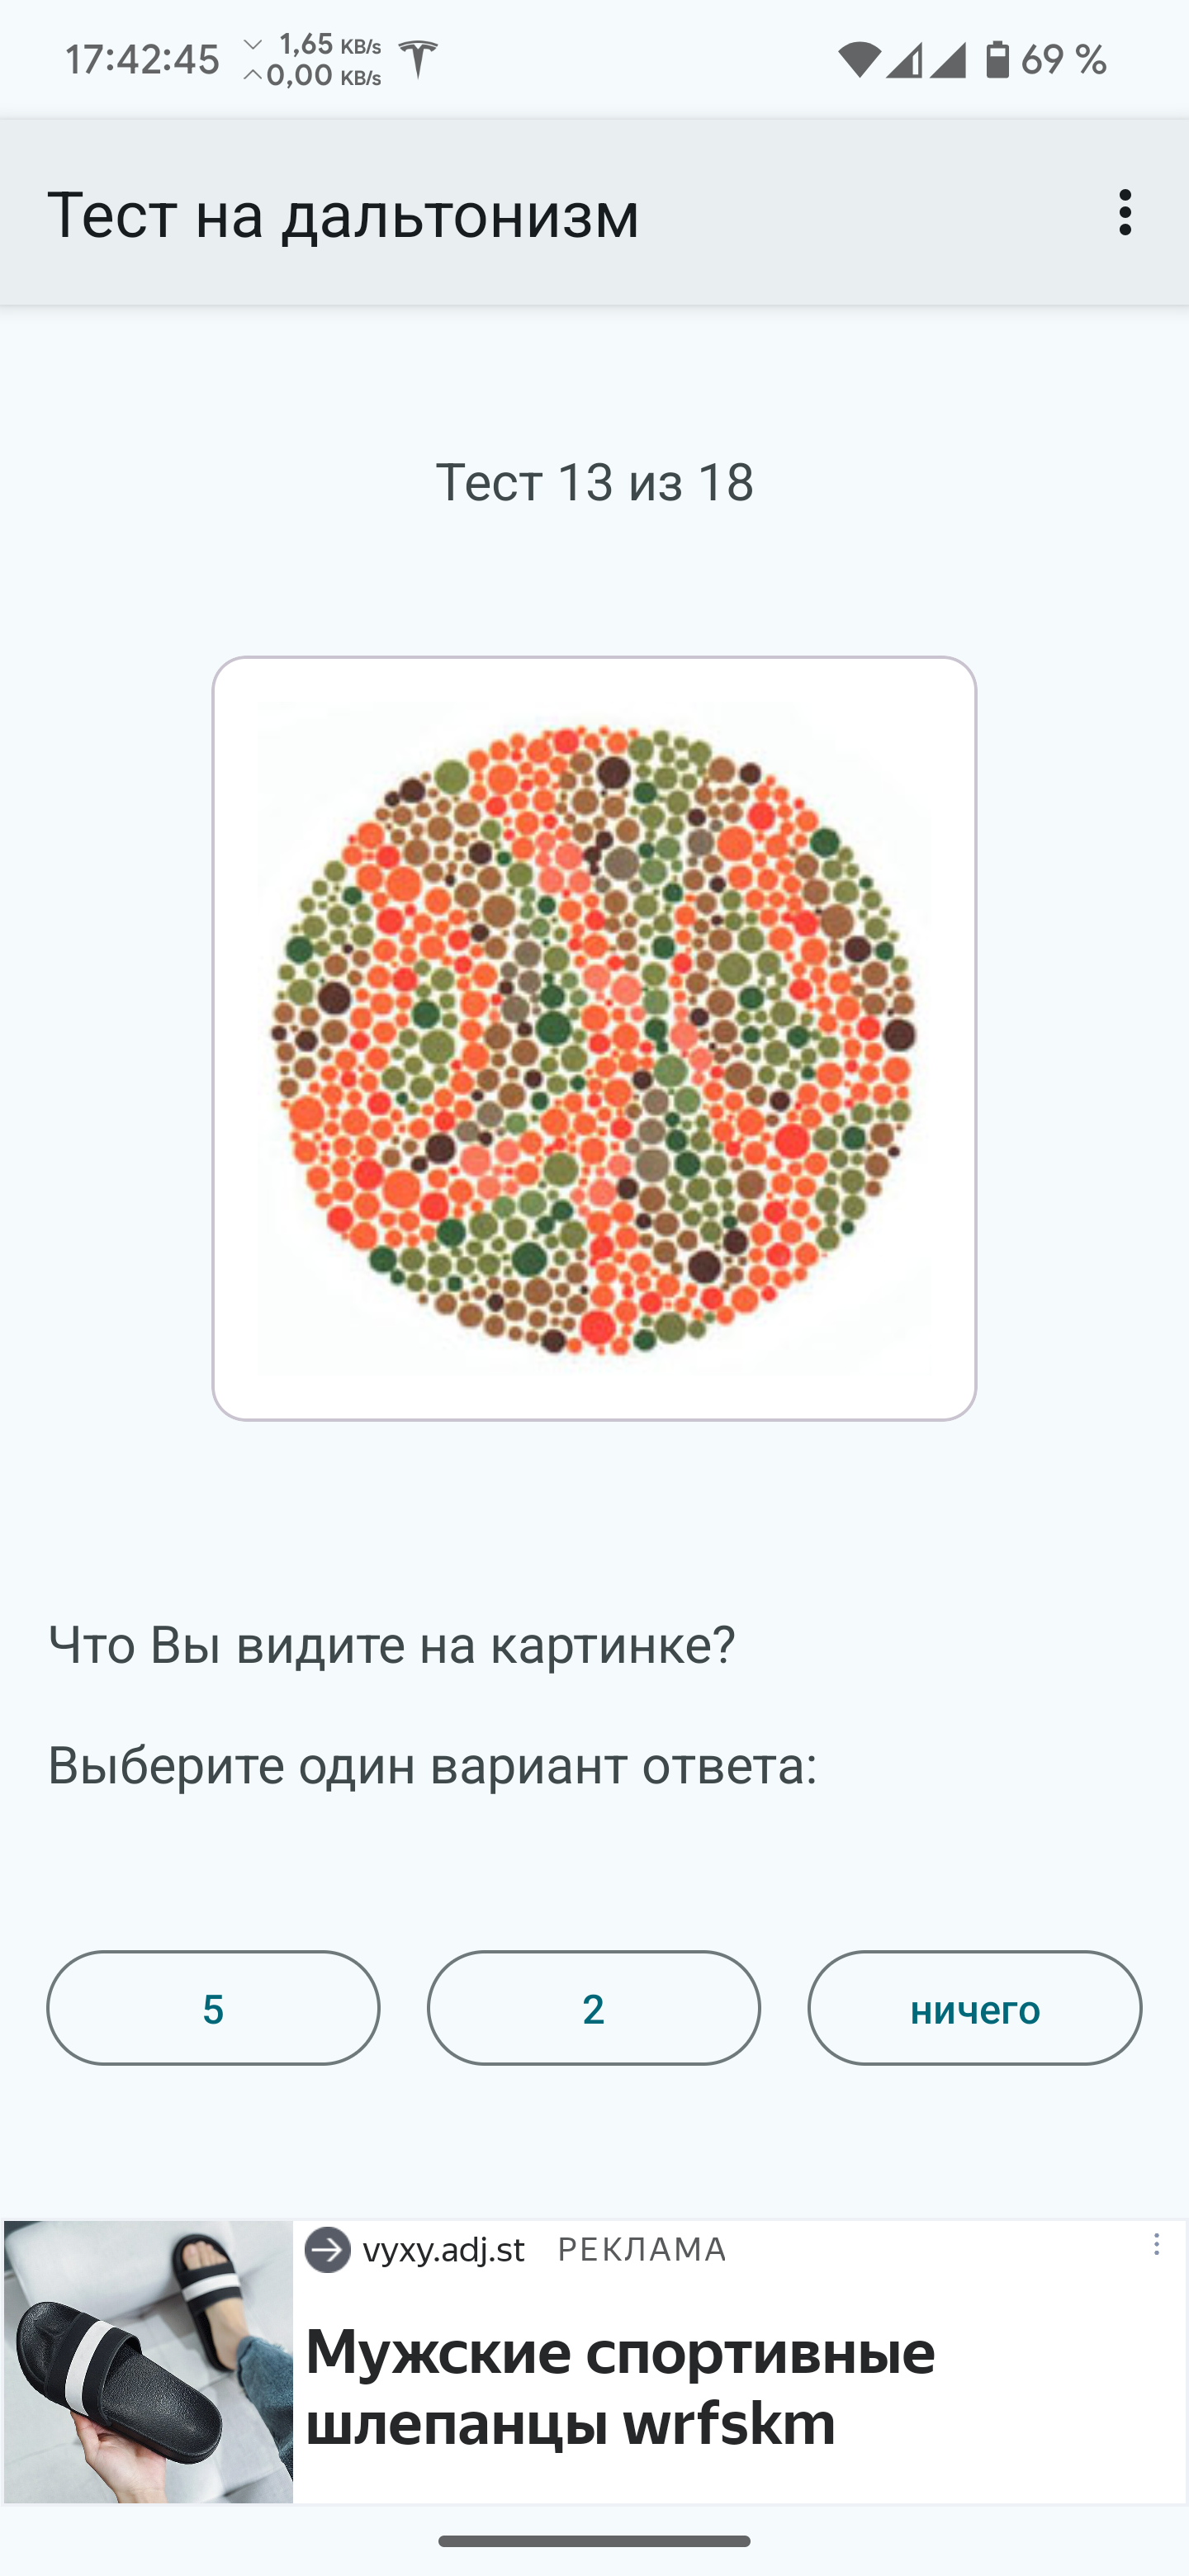 17:42:45 1,65 KB/s 69 %
0,00 KB/s
Тест на дальтонизм
Тест 13 из 18
Что Вы видите на картинке?
Выберите один вариант ответа:
5 2 ничего
vyxy.adj.st РЕКЛАМА
Мужские спортивные
шлепанцы wrfskm